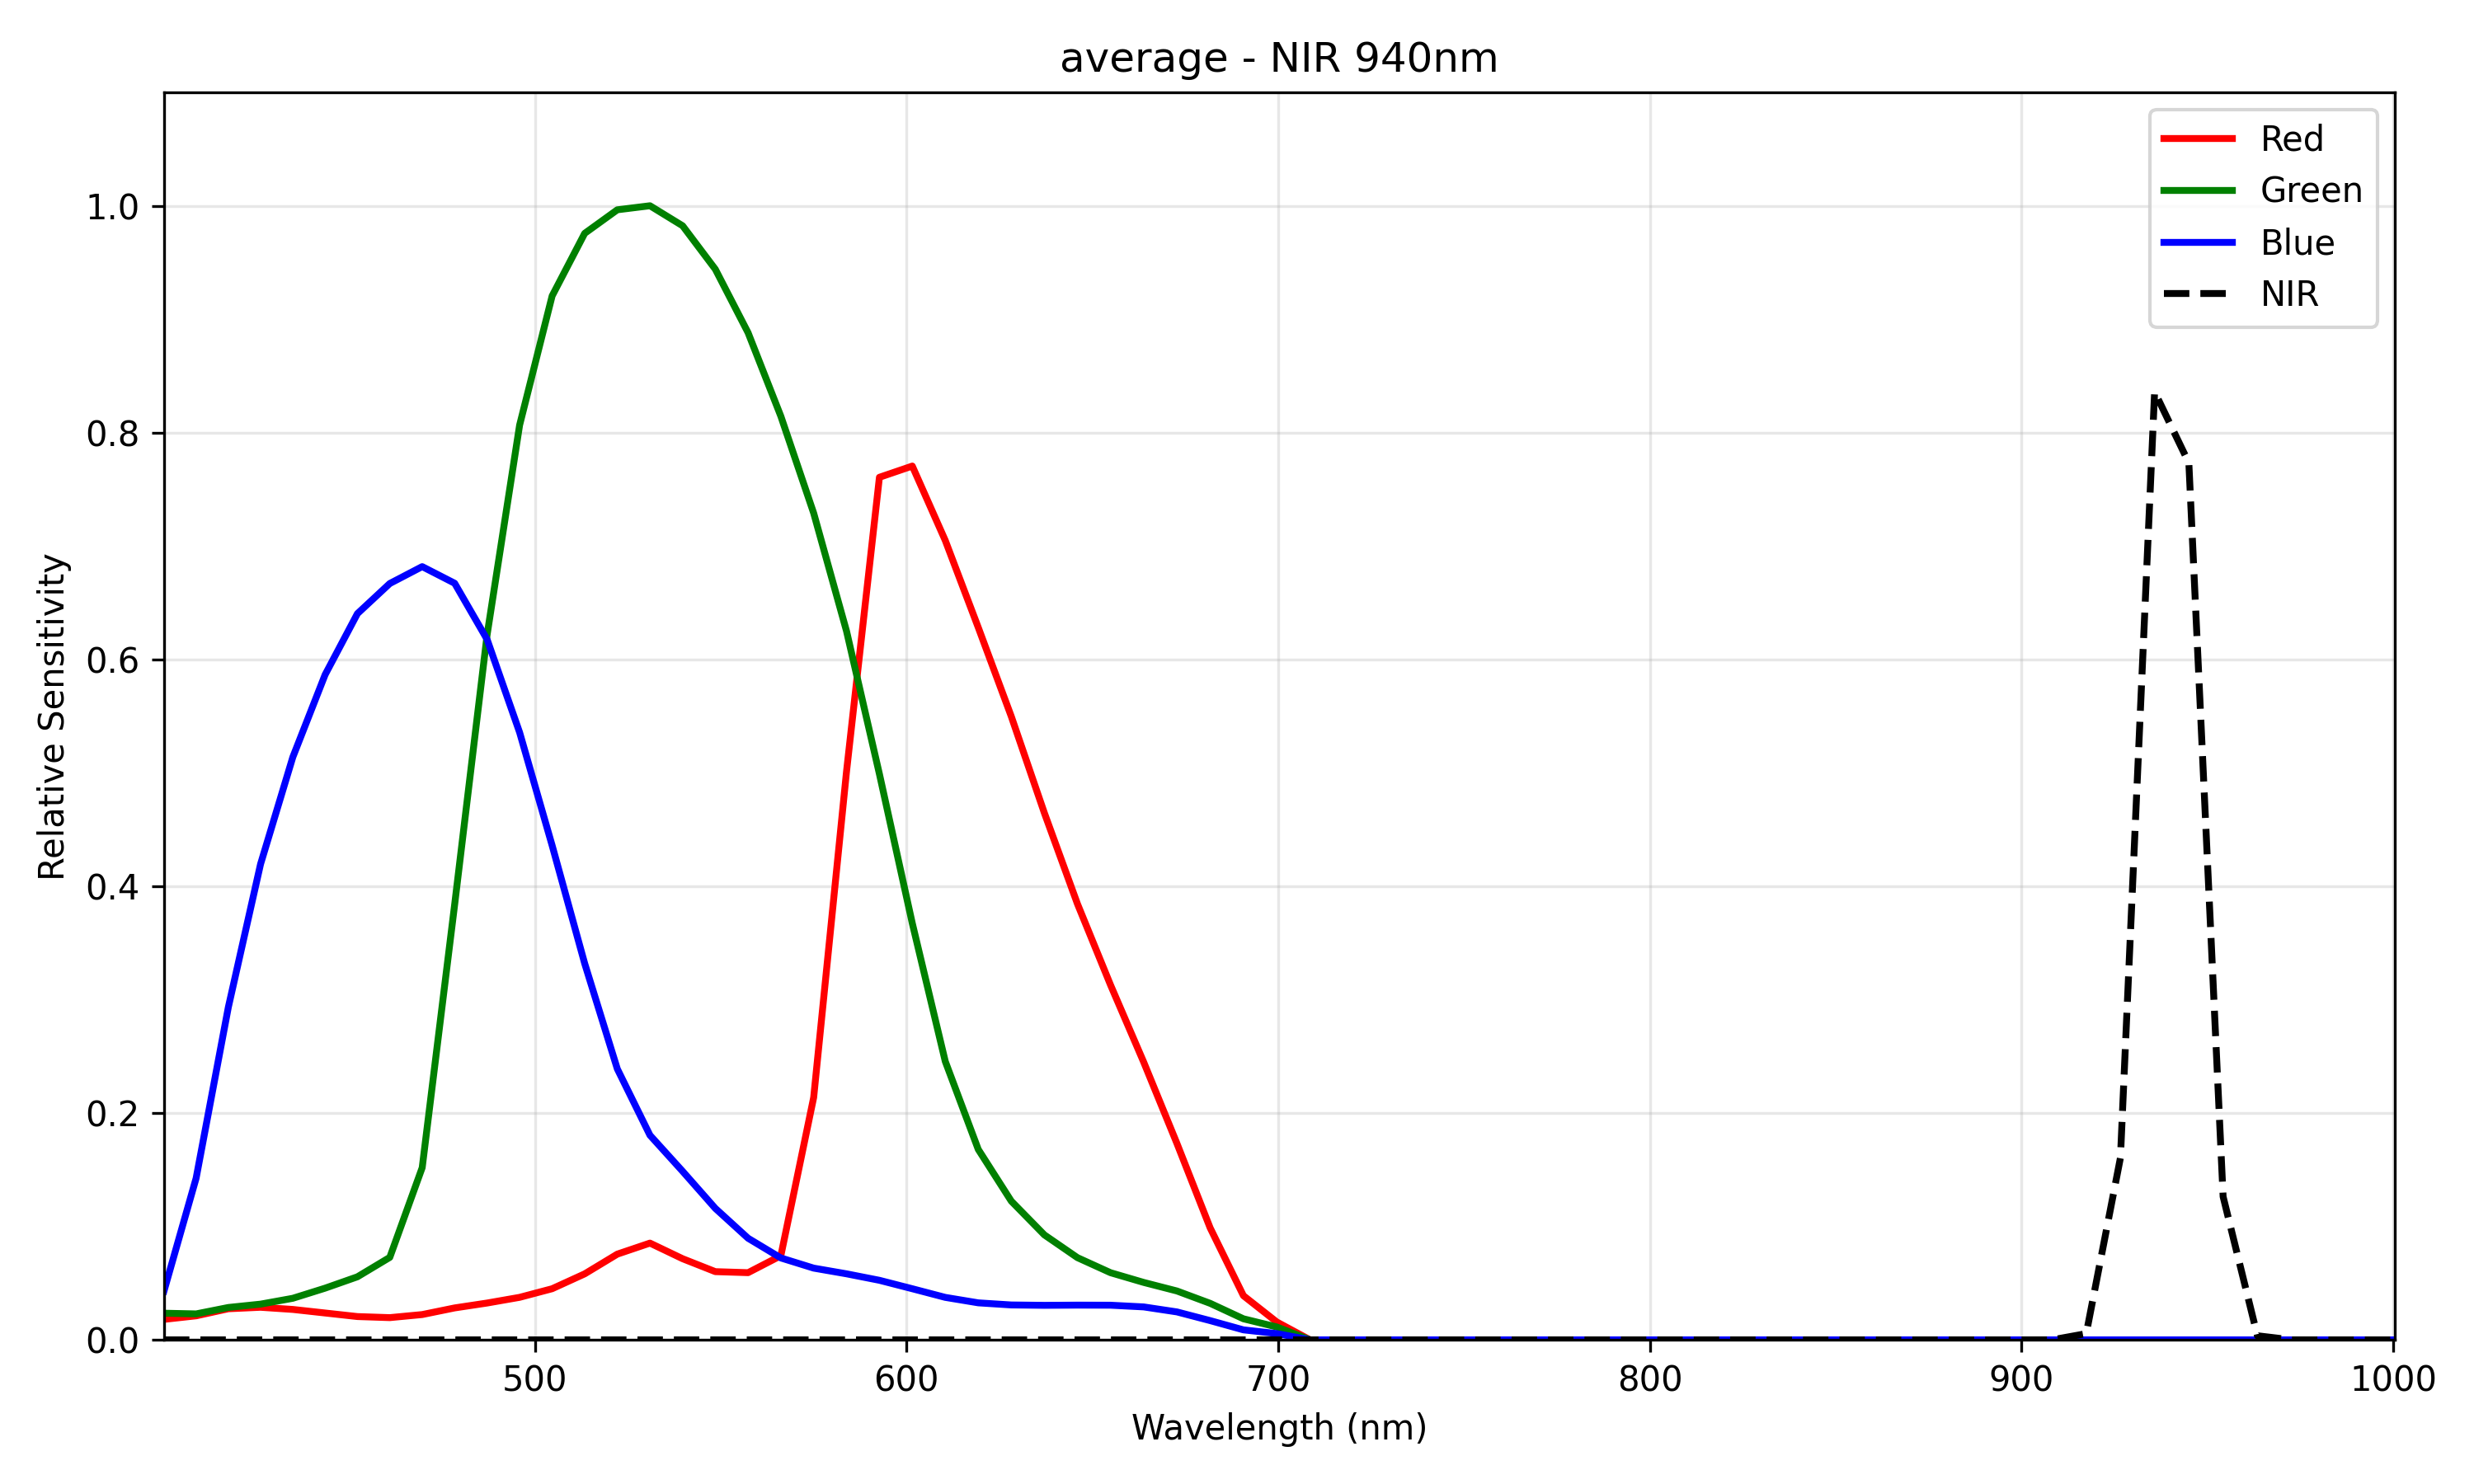 average - NIR 940nm
Red
Green
Blue
NIR
1.0
0.8
0.6
0.4
0.2
0.0
Relative Sensitivity
500
600
700
800
900
1000
Wavelength (nm)